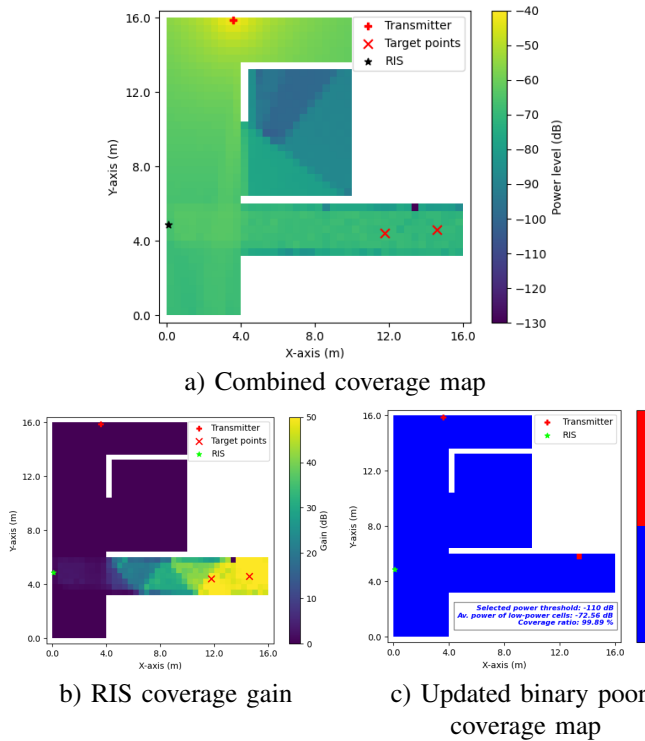 16.0
12.0
8.0
4.0
0.0
Y-axis (m)
0.0 4.0 8.0 12.0 16.0
X-axis (m)
Transmitter
Target points
RIS
−40
−50
−60
−70
−80
−90
−100
−110
−120
−130
Power level (dB)
a) Combined coverage map
16.0
12.0
8.0
4.0
0.0
Y-axis (m)
0.0 4.0 8.0 12.0 16.0
X-axis (m)
Transmitter
Target points
RIS
50
40
30
20
10
0
Gain (dB)
b) RIS coverage gain
16.0
12.0
8.0
4.0
0.0
Y-axis (m)
0.0 4.0 8.0 12.0 16.0
X-axis (m)
Transmitter
RIS
Selected power threshold: -110 dB
Av. power of low-power cells: -72.56 dB
Coverage ratio: 99.89 %
c) Updated binary poor
coverage map